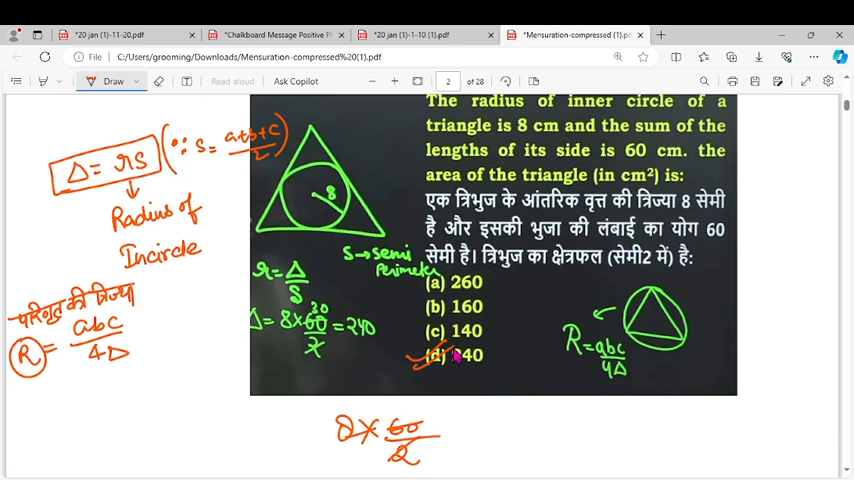 *20 jan (1)-11-20.pdf
*Chalkboard Message Positive Pl
*20 jan (1)-1-10 (1).pdf
*Mensuration-compressed (1).pd
File
C:/Users/grooming/Downloads/Mensuration-compressed%20(1).pdf
Draw
Read aloud
Ask Copilot
2 of 28
The radius of inner circle of a
triangle is 8 cm and the sum of the
lengths of its side is 60 cm. the
area of the triangle (in cm²) is:
एक त्रिभुज के आंतरिक वृत्त की त्रिज्या 8 सेमी
है और इसकी भुजा की लंबाई का योग 60
सेमी है। त्रिभुज का क्षेत्रफल (सेमी2 में) है:
(a) 260
(b) 160
(c) 140
(d) 240
Δ = rs (∵ s = a+b+c/2)
Radius of
Incircle
परिवृत की त्रिज्या
R = abc/4Δ
8
s→semi
Perimeter
r = Δ/S
Δ = 8 × 60/2 = 240
30
R = abc/4Δ
8 × 60/2